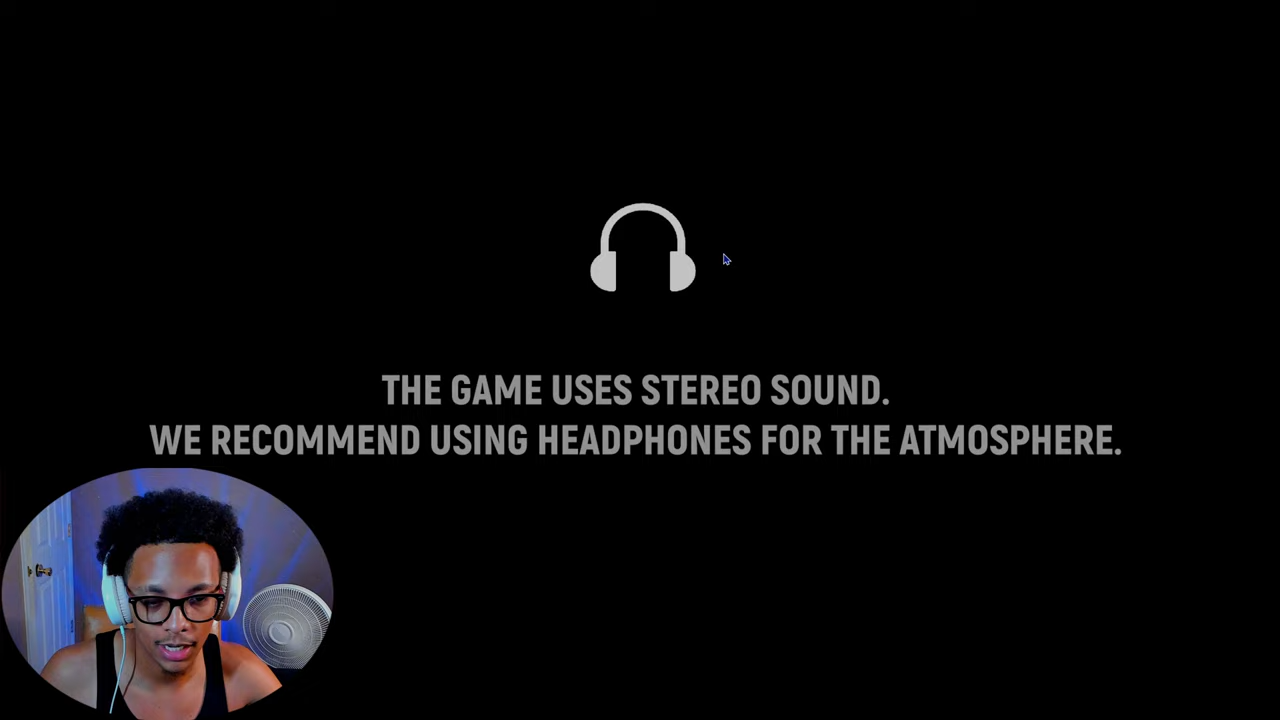 THE GAME USES STEREO SOUND.
WE RECOMMEND USING HEADPHONES FOR THE ATMOSPHERE.